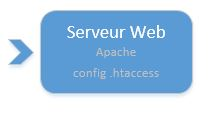 Serveur Web
Apache
config .htaccess